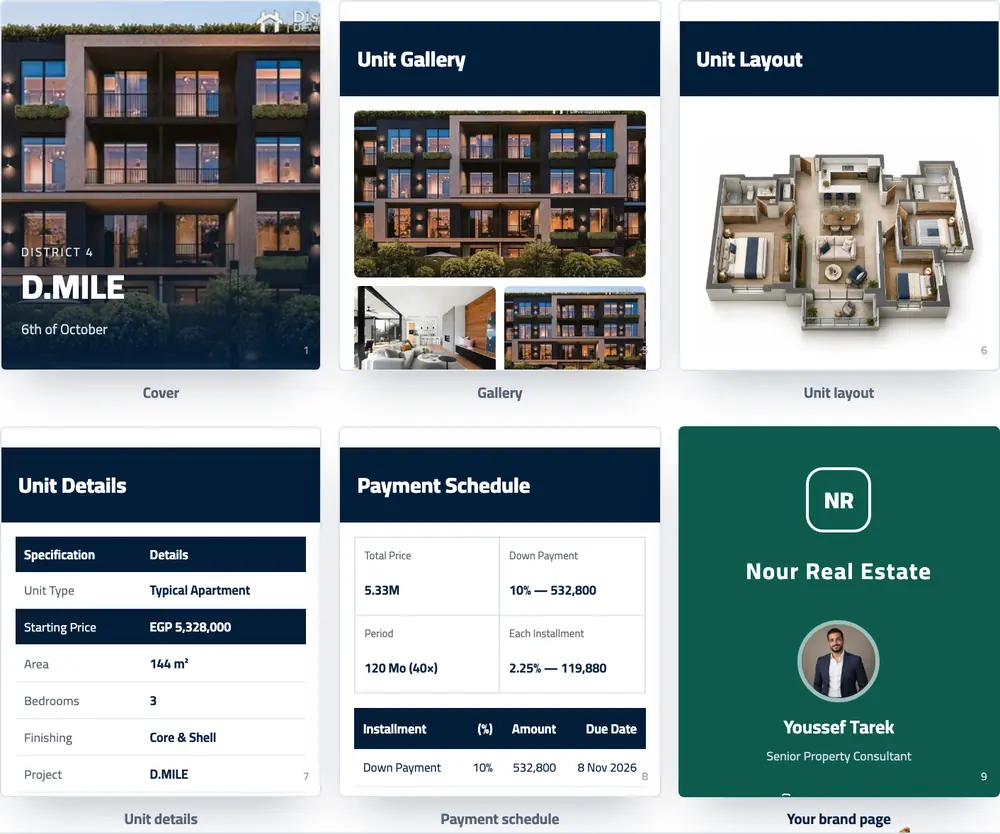 DISTRICT 4
D.MILE
6th of October
1
Cover
Unit Gallery
Gallery
Unit Layout
6
Unit layout
Unit Details
Specification Details
Unit Type Typical Apartment
Starting Price EGP 5,328,000
Area 144 m²
Bedrooms 3
Finishing Core & Shell
Project D.MILE
7
Unit details
Payment Schedule
Total Price Down Payment
5.33M 10% — 532,800
Period Each Installment
120 Mo (40×) 2.25% — 119,880
Installment (%) Amount Due Date
Down Payment 10% 532,800 8 Nov 2026
8
Payment schedule
NR
Nour Real Estate
Youssef Tarek
Senior Property Consultant
9
Your brand page